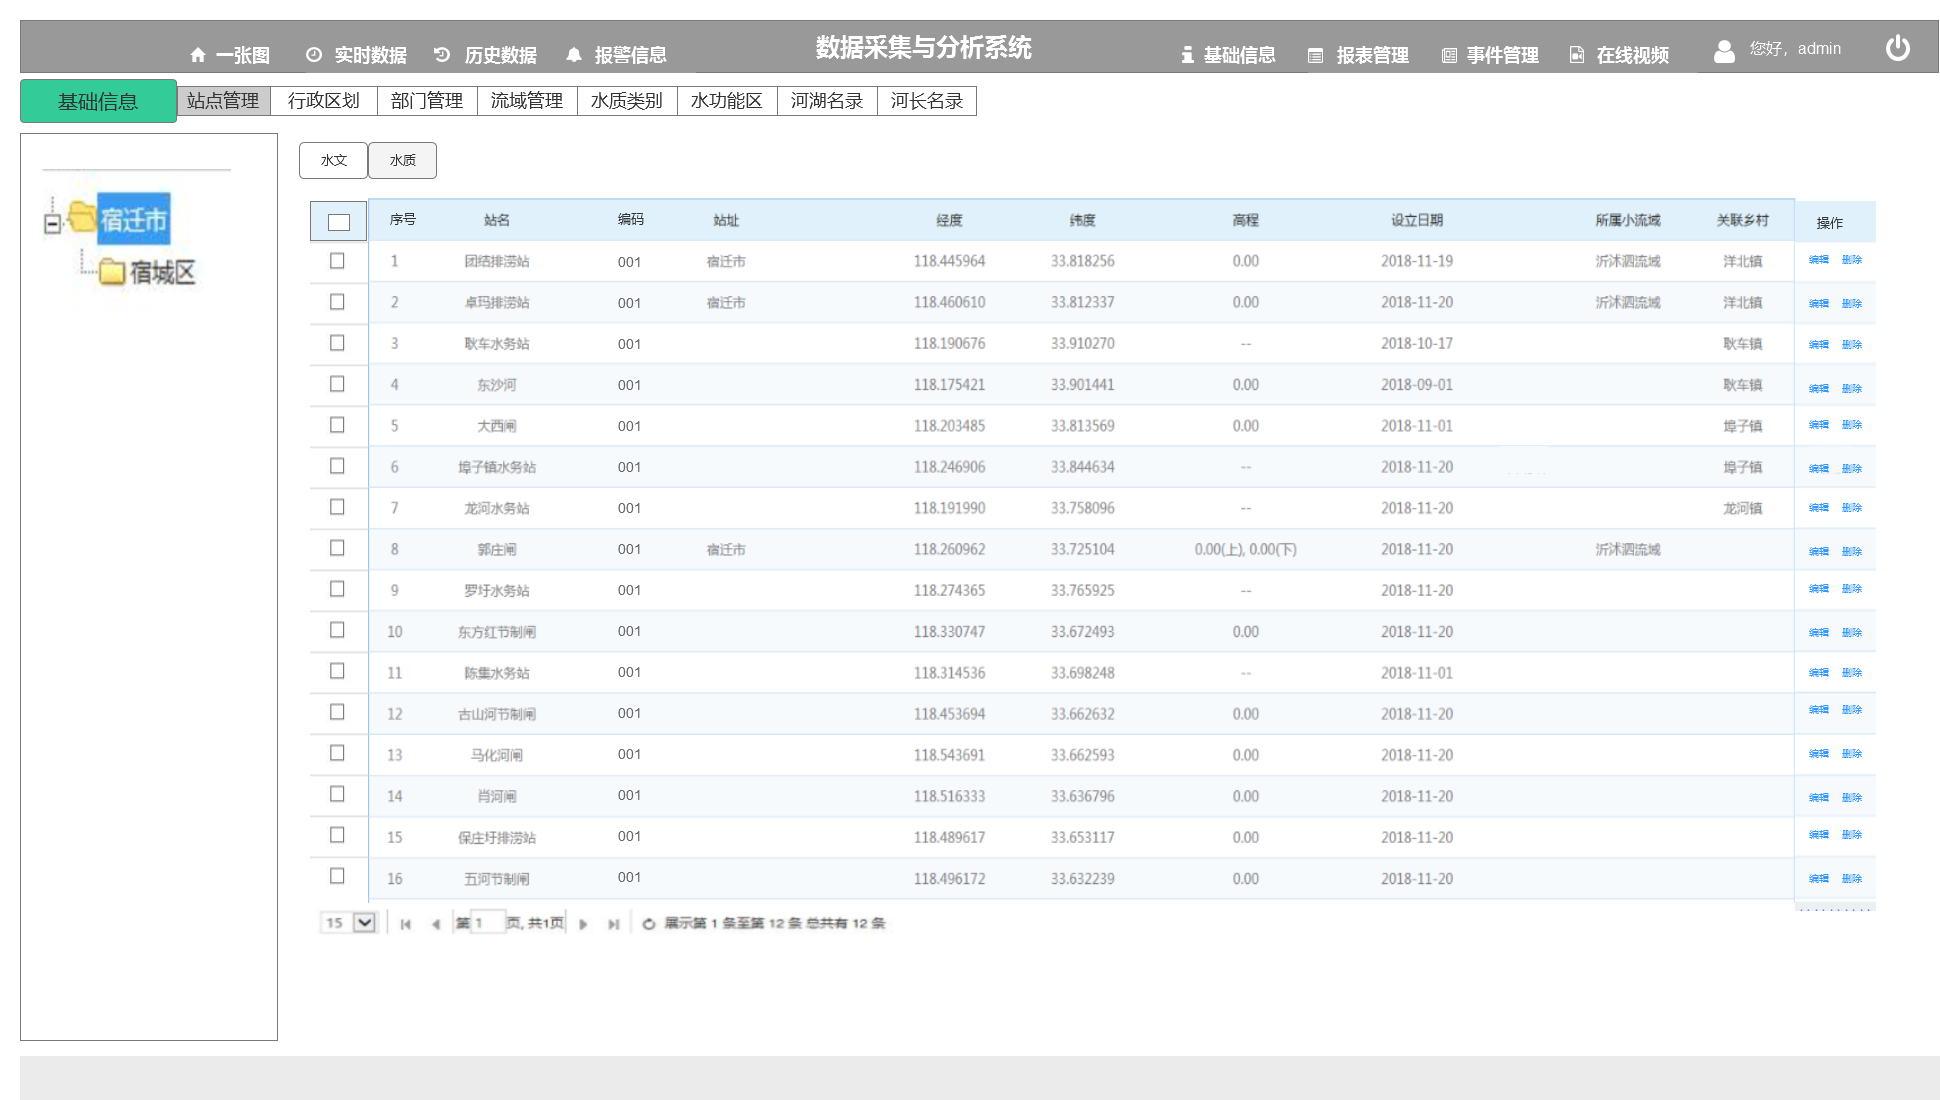 一张图 实时数据 历史数据 报警信息 数据采集与分析系统 基础信息 报表管理 事件管理 在线视频 您好，admin
基础信息 站点管理 行政区划 部门管理 流域管理 水质类别 水功能区 河湖名录 河长名录
宿迁市
宿城区
水文 水质
序号 站名 编码 站址 经度 纬度 高程 设立日期 所属小流域 关联乡村 操作
1 团结排涝站 001 宿迁市 118.445964 33.818256 0.00 2018-11-19 沂沭泗流域 洋北镇 编辑 删除
2 卓玛排涝站 001 宿迁市 118.460610 33.812337 0.00 2018-11-20 沂沭泗流域 洋北镇 编辑 删除
3 耿车水务站 001 118.190676 33.910270 -- 2018-10-17 耿车镇 编辑 删除
4 东沙河 001 118.175421 33.901441 0.00 2018-09-01 耿车镇 编辑 删除
5 大西闸 001 118.203485 33.813569 0.00 2018-11-01 埠子镇 编辑 删除
6 埠子镇水务站 001 118.246906 33.844634 -- 2018-11-20 埠子镇 编辑 删除
7 龙河水务站 001 118.191990 33.758096 -- 2018-11-20 龙河镇 编辑 删除
8 郭庄闸 001 宿迁市 118.260962 33.725104 0.00(上), 0.00(下) 2018-11-20 沂沭泗流域 编辑 删除
9 罗圩水务站 001 118.274365 33.765925 -- 2018-11-20 编辑 删除
10 东方红节制闸 001 118.330747 33.672493 0.00 2018-11-20 编辑 删除
11 陈集水务站 001 118.314536 33.698248 -- 2018-11-01 编辑 删除
12 古山河节制闸 001 118.453694 33.662632 0.00 2018-11-20 编辑 删除
13 马化河闸 001 118.543691 33.662593 0.00 2018-11-20 编辑 删除
14 肖河闸 001 118.516333 33.636796 0.00 2018-11-20 编辑 删除
15 保庄圩排涝站 001 118.489617 33.653117 0.00 2018-11-20 编辑 删除
16 五河节制闸 001 118.496172 33.632239 0.00 2018-11-20 编辑 删除
15 第 1 页, 共1页 展示第 1 条至第 12 条 总共有 12 条